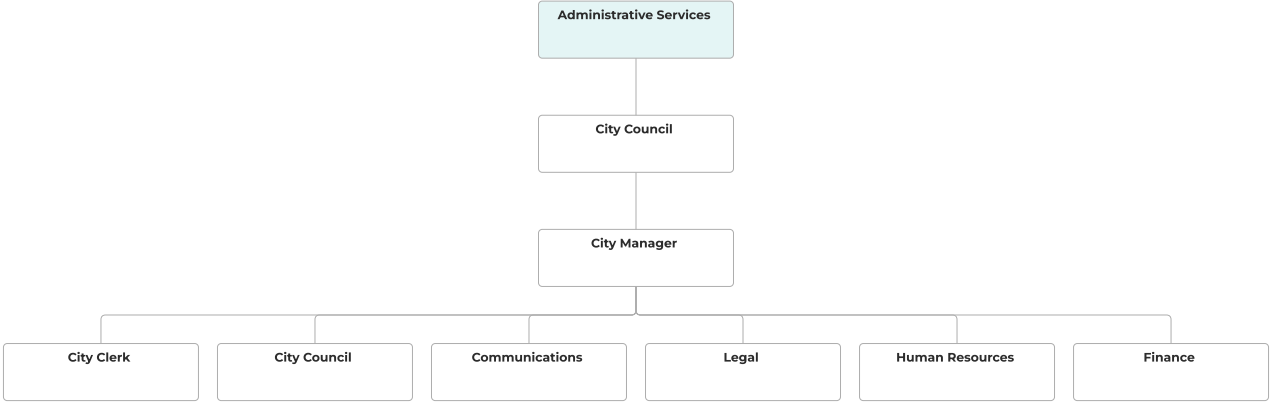 Administrative Services
City Council
City Manager
City Clerk
City Council
Communications
Legal
Human Resources
Finance